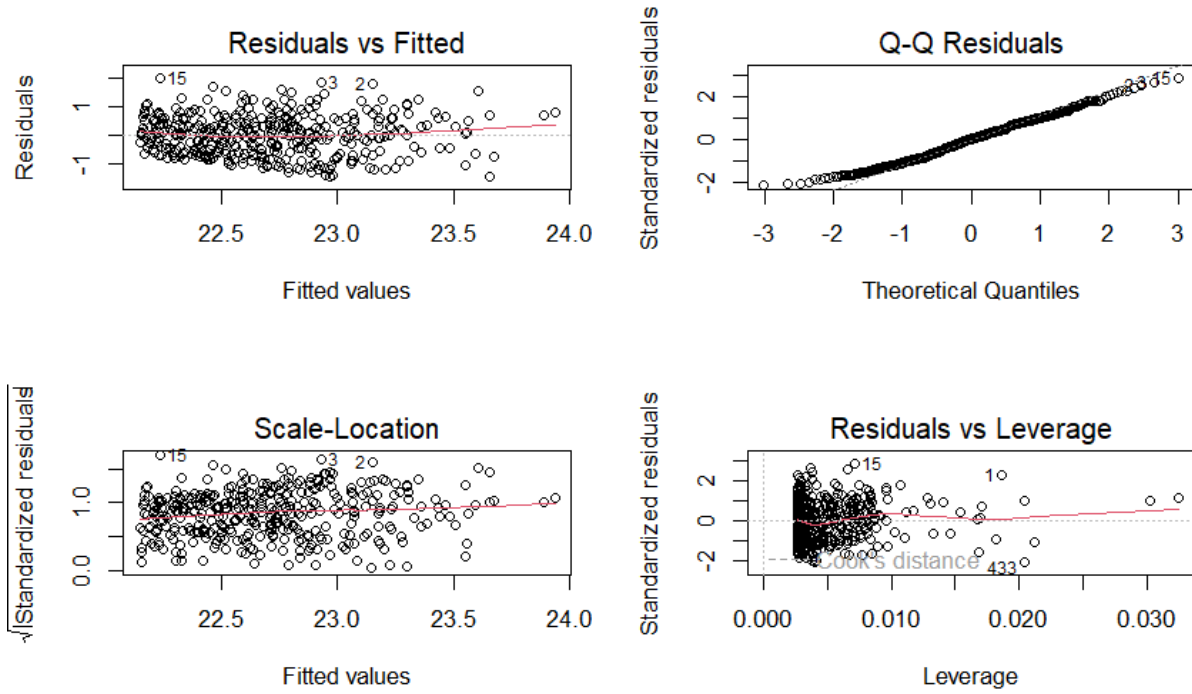 Residuals vs Fitted
Residuals
1
-1
15
3
2
22.5 23.0 23.5 24.0
Fitted values
Q-Q Residuals
Standardized residuals
2
0
-2
2 3 15
-3 -2 -1 0 1 2 3
Theoretical Quantiles
Scale-Location
√|Standardized residuals
1.0
0.0
15
3
2
22.5 23.0 23.5 24.0
Fitted values
Residuals vs Leverage
Standardized residuals
2
0
-2
15
1
Cook's distance
433
0.000 0.010 0.020 0.030
Leverage